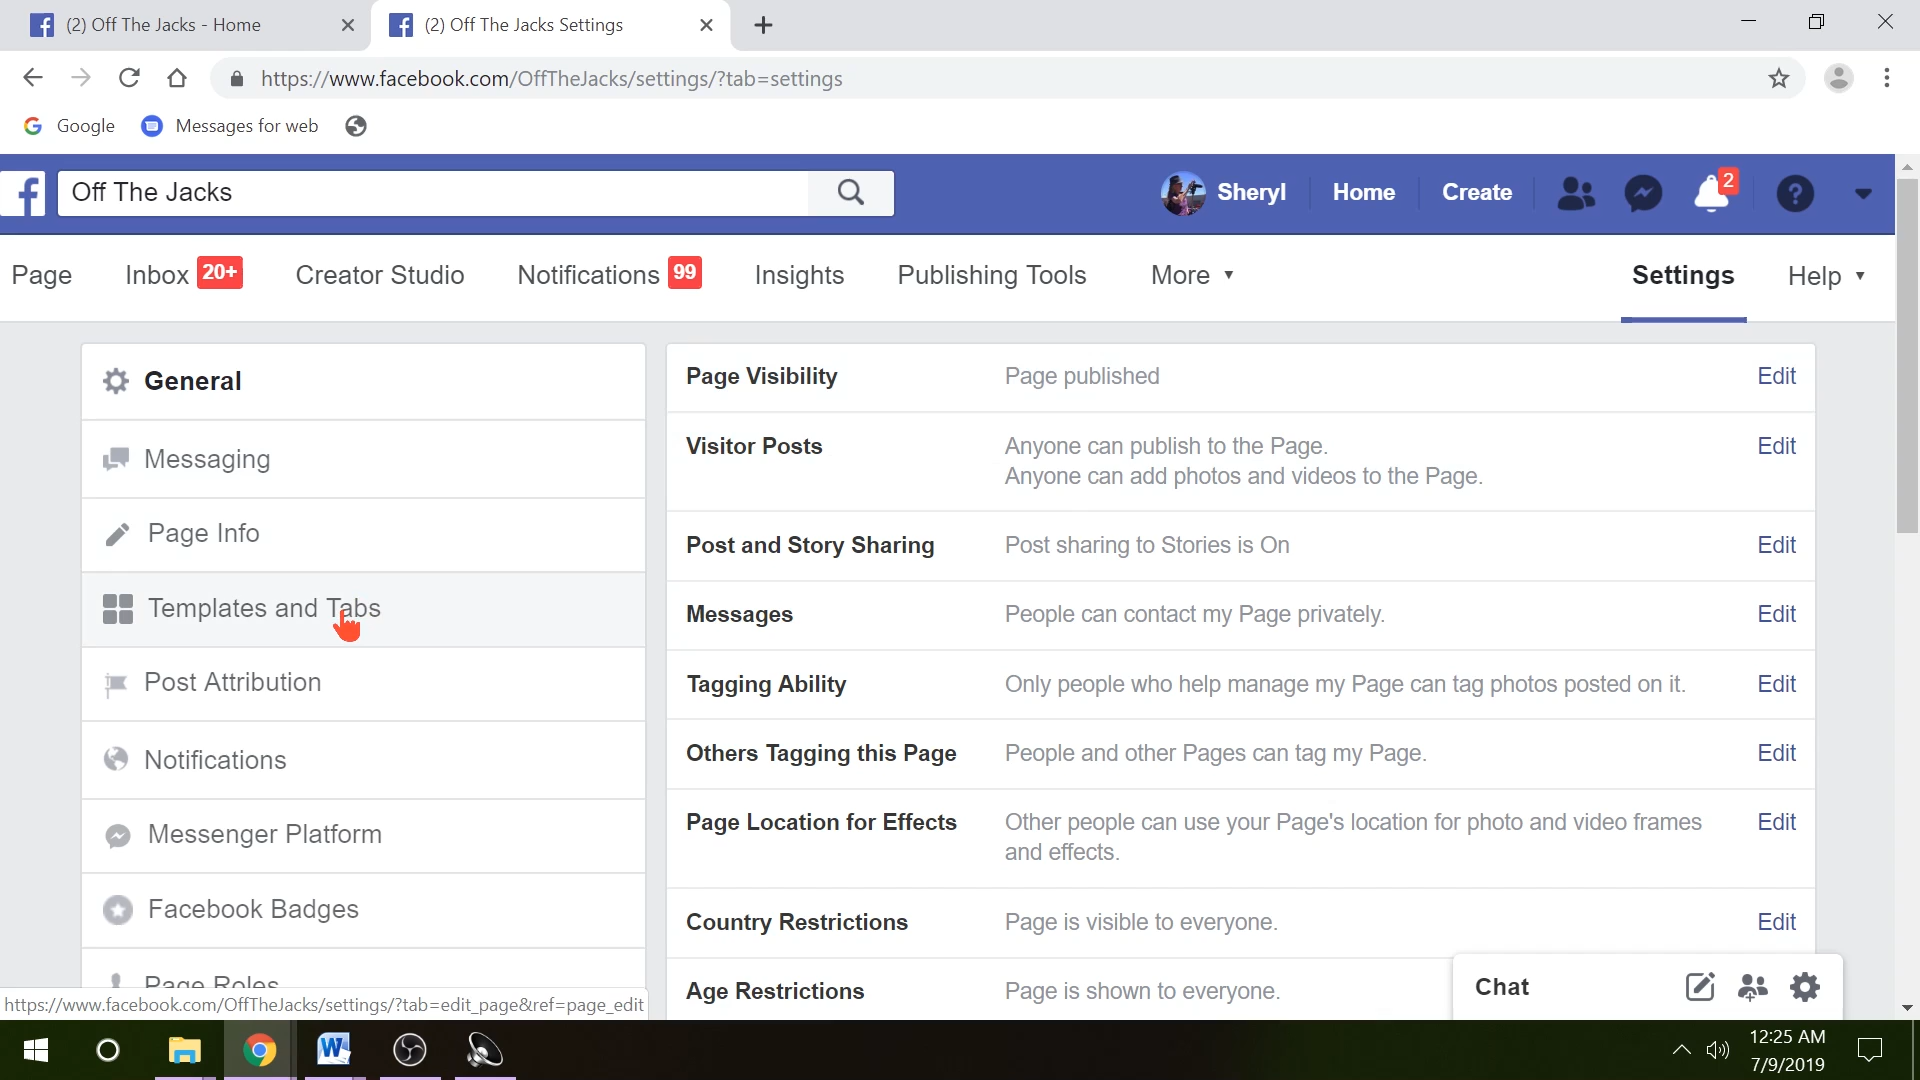 (2) Off The Jacks - Home
(2) Off The Jacks Settings
https://www.facebook.com/OffTheJacks/settings/?tab=settings
Google
Messages for web
Off The Jacks
Sheryl
Home
Create
2
Page
Inbox 20+
Creator Studio
Notifications 99
Insights
Publishing Tools
More
Settings
Help
General
Messaging
Page Info
Templates and Tabs
Post Attribution
Notifications
Messenger Platform
Facebook Badges
Page Roles
Page Visibility
Page published
Edit
Visitor Posts
Anyone can publish to the Page.
Anyone can add photos and videos to the Page.
Edit
Post and Story Sharing
Post sharing to Stories is On
Edit
Messages
People can contact my Page privately.
Edit
Tagging Ability
Only people who help manage my Page can tag photos posted on it.
Edit
Others Tagging this Page
People and other Pages can tag my Page.
Edit
Page Location for Effects
Other people can use your Page's location for photo and video frames
and effects.
Edit
Country Restrictions
Page is visible to everyone.
Edit
Age Restrictions
Page is shown to everyone.
Chat
https://www.facebook.com/OffTheJacks/settings/?tab=edit_page&ref=page_edit
12:25 AM
7/9/2019